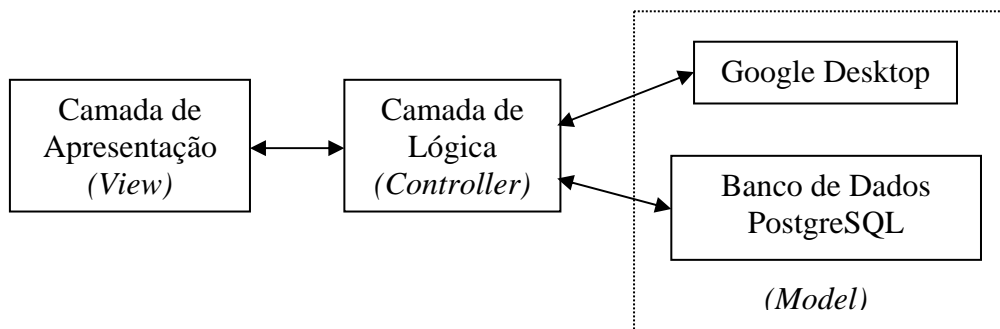 Camada de
Apresentação
(View)
Camada de
Lógica
(Controller)
Google Desktop
Banco de Dados
PostgreSQL
(Model)